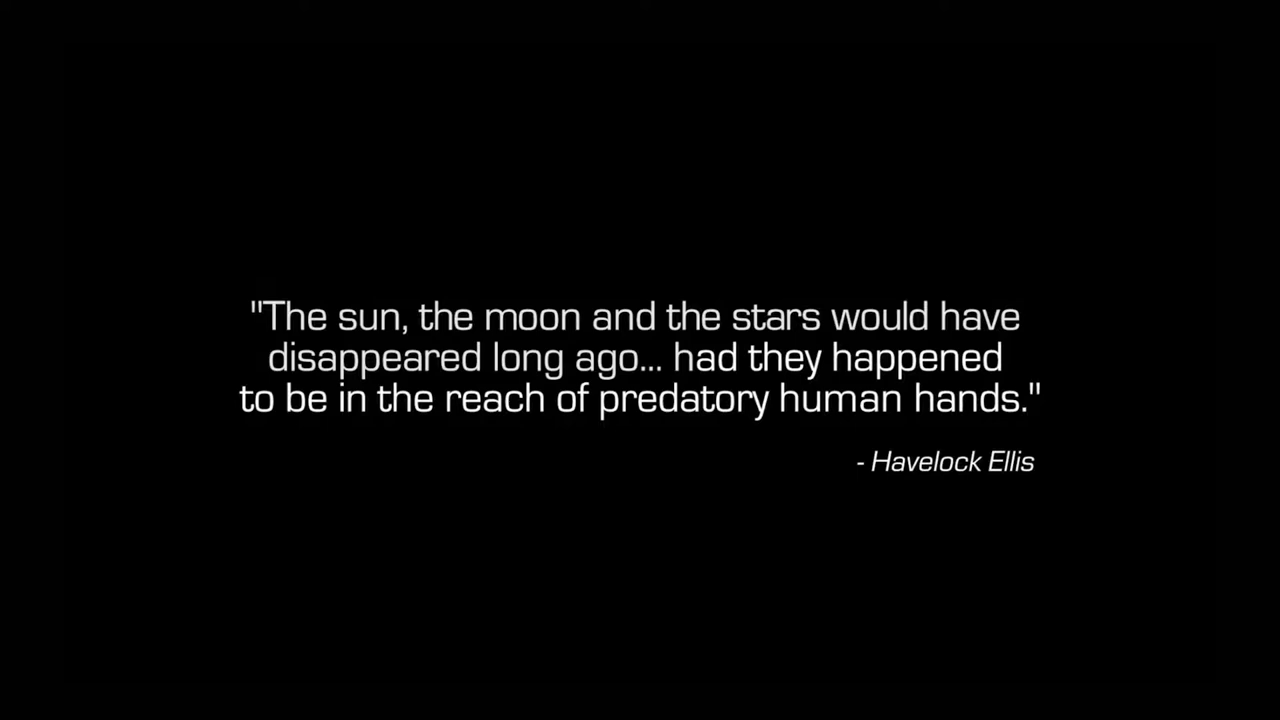 "The sun, the moon and the stars would have
disappeared long ago... had they happened
to be in the reach of predatory human hands."
- Havelock Ellis